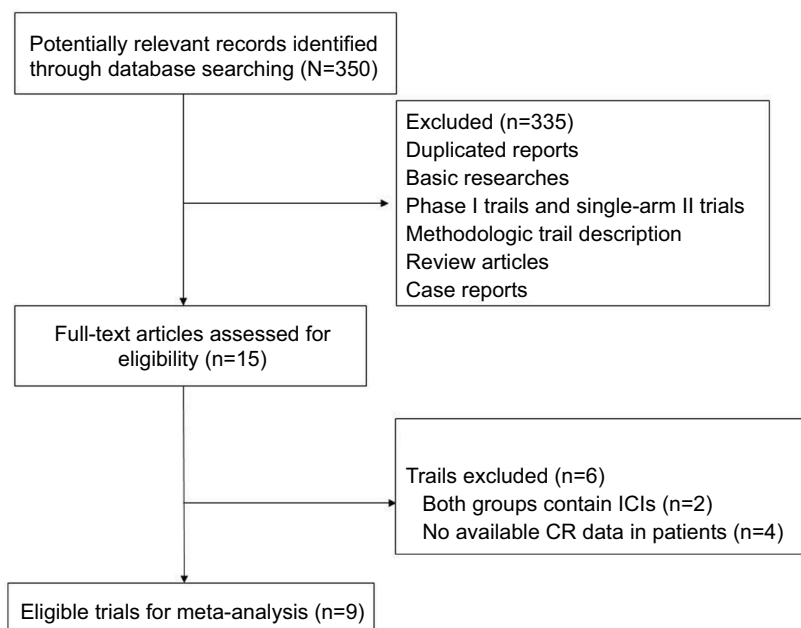 Potentially relevant records identified
through database searching (N=350)
Excluded (n=335)
Duplicated reports
Basic researches
Phase I trails and single-arm II trials
Methodologic trail description
Review articles
Case reports
Full-text articles assessed for
eligibility (n=15)
Trails excluded (n=6)
Both groups contain ICIs (n=2)
No available CR data in patients (n=4)
Eligible trials for meta-analysis (n=9)